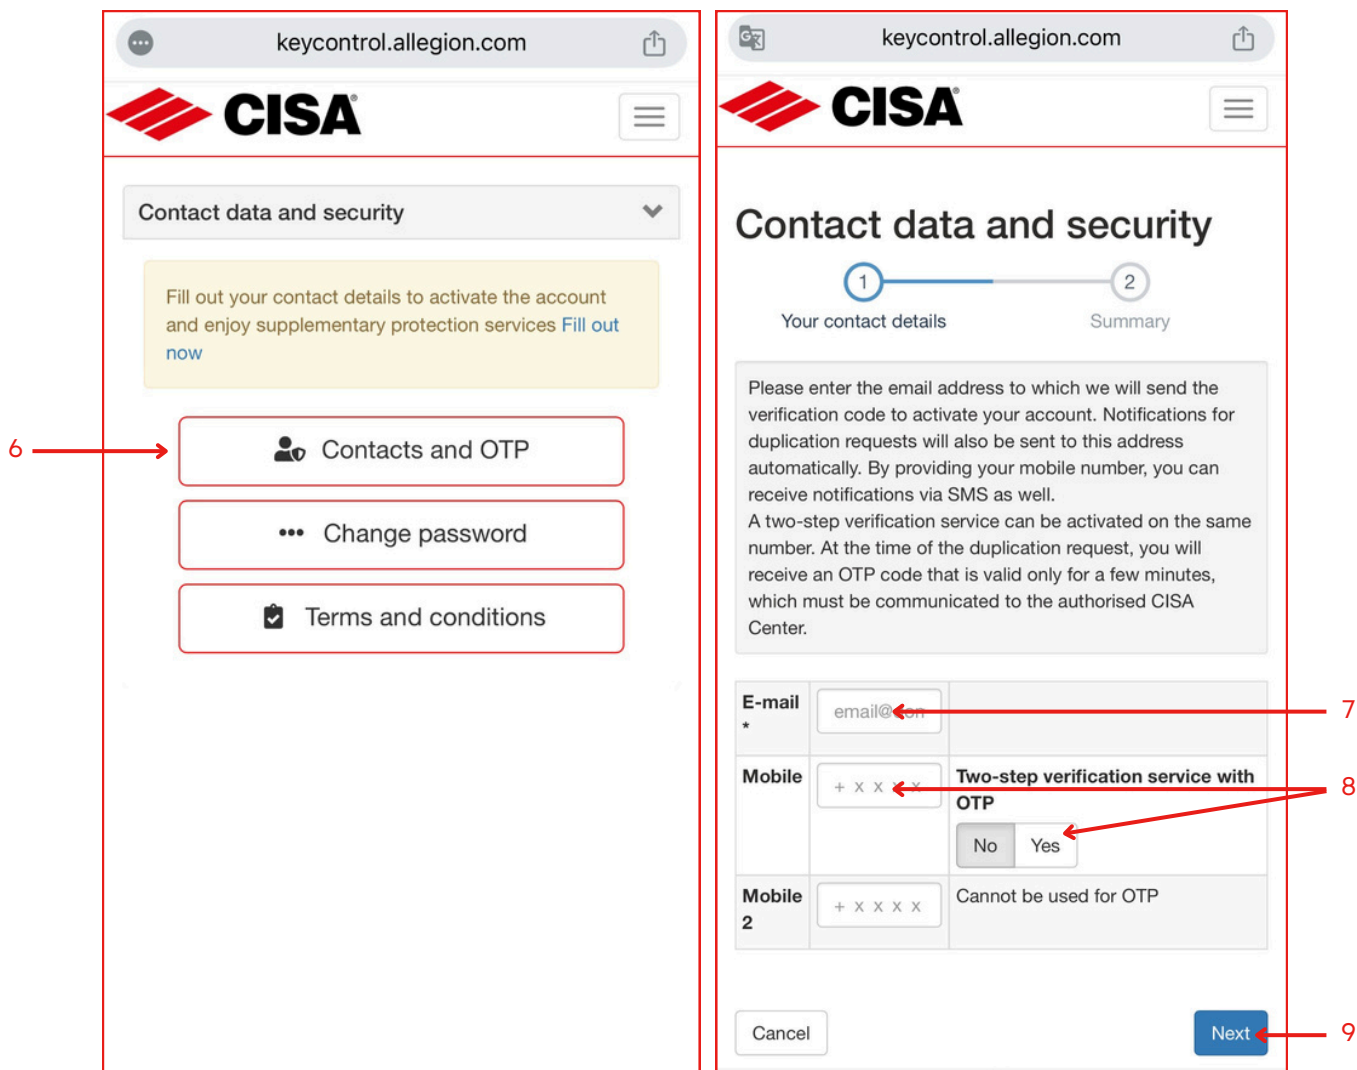 keycontrol.allegion.com
CISA®
Contact data and security
Fill out your contact details to activate the account
and enjoy supplementary protection services Fill out
now
6
Contacts and OTP
Change password
Terms and conditions
keycontrol.allegion.com
CISA®
Contact data and security
1
2
Your contact details
Summary
Please enter the email address to which we will send the
verification code to activate your account. Notifications for
duplication requests will also be sent to this address
automatically. By providing your mobile number, you can
receive notifications via SMS as well.
A two-step verification service can be activated on the same
number. At the time of the duplication request, you will
receive an OTP code that is valid only for a few minutes,
which must be communicated to the authorised CISA
Center.
E-mail
*
7
Mobile
+ x x x x
Two-step verification service with
OTP
8
No
Yes
Mobile
2
+ x x x x
Cannot be used for OTP
Cancel
Next
9